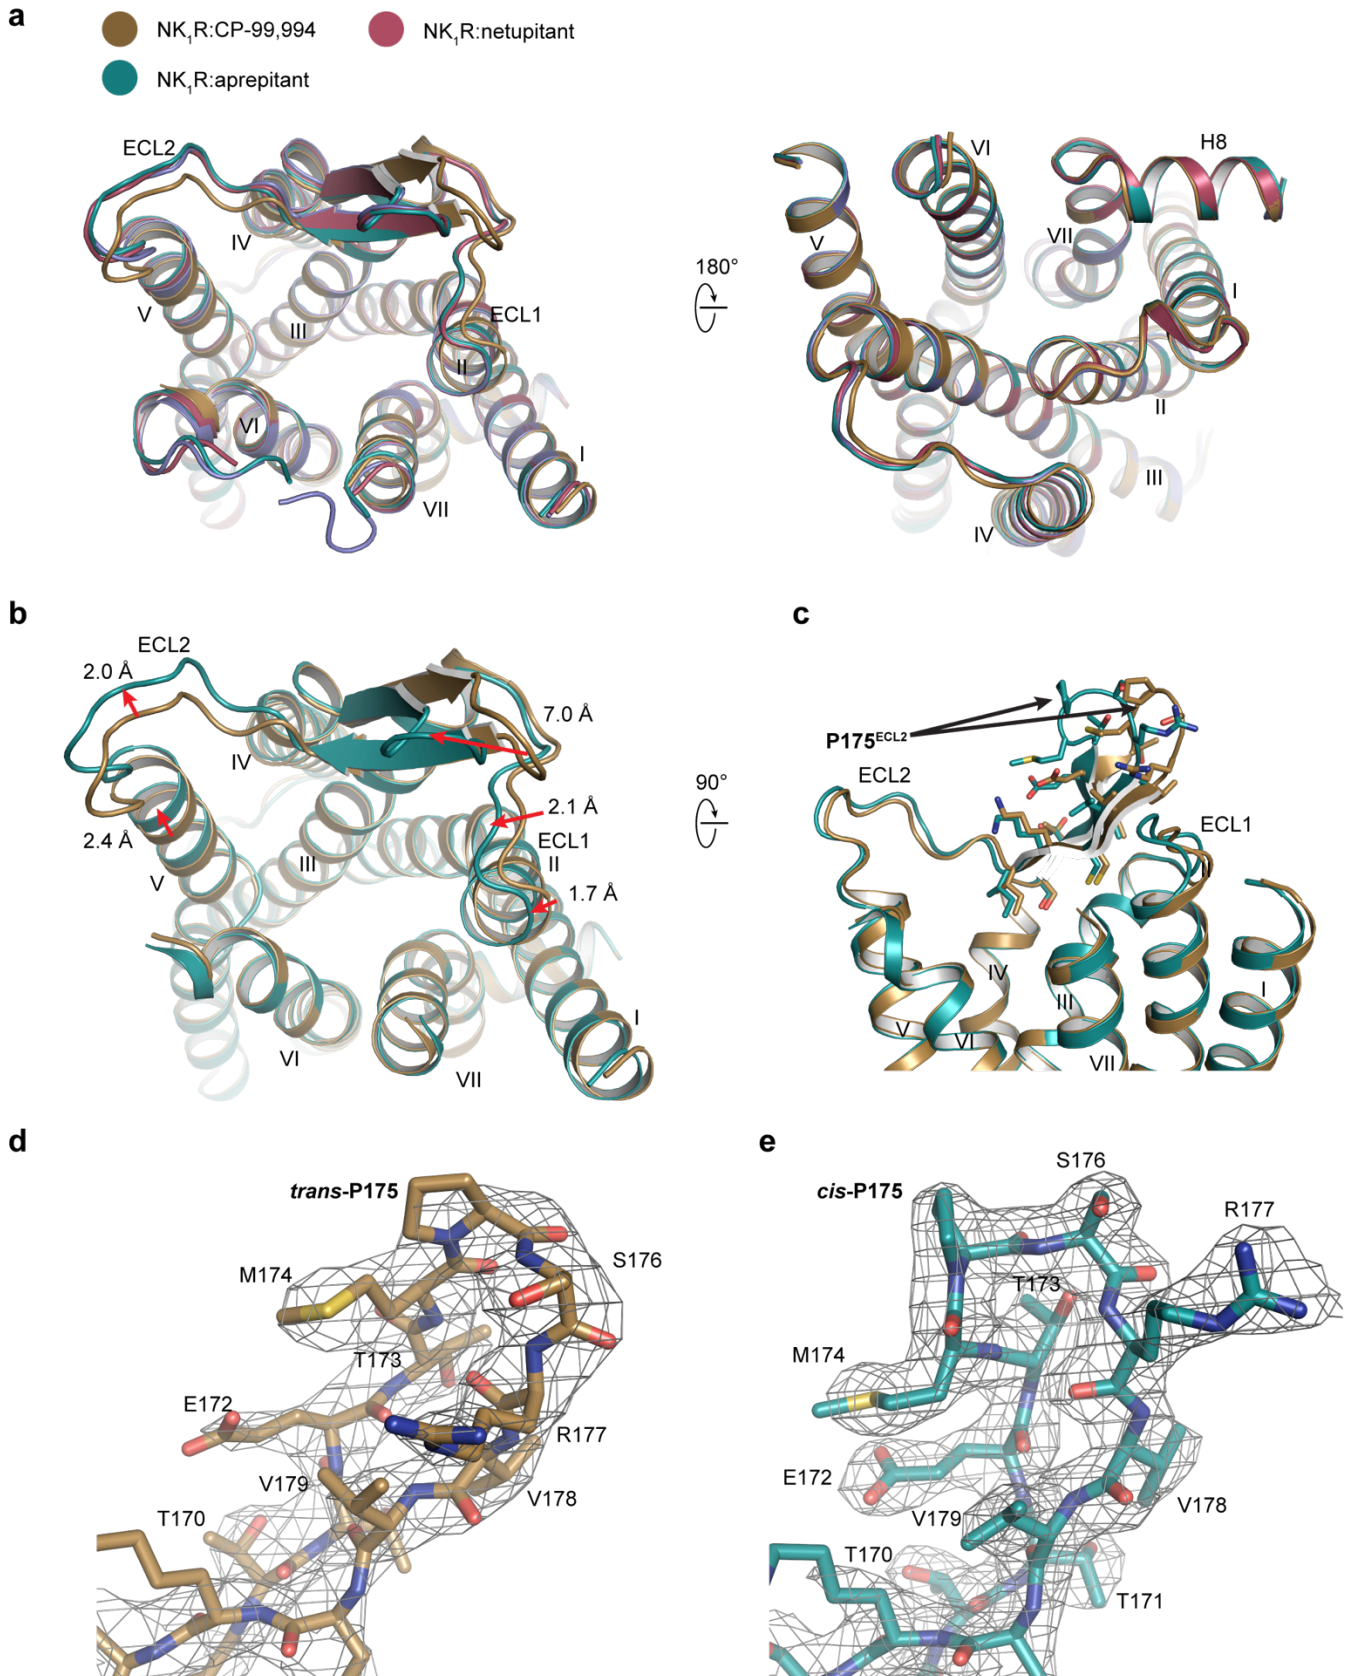 a
NK₁R:CP-99,994
NK₁R:netupitant
NK₁R:aprepitant
ECL2
IV
V
III
ECL1
II
VI
I
VII
180°
VI
H8
V
VII
I
II
III
IV
b
ECL2
2.0 Å
7.0 Å
IV
2.1 Å
2.4 Å
ECL1
V
III
II
1.7 Å
I
VI
VII
90°
c
P175ᴱᶜᴸ²
ECL2
ECL1
II
IV
III
I
V
VI
VII
d
trans-P175
S176
M174
T173
E172
R177
V179
V178
T170
e
S176
cis-P175
R177
T173
M174
E172
V179
V178
T170
T171